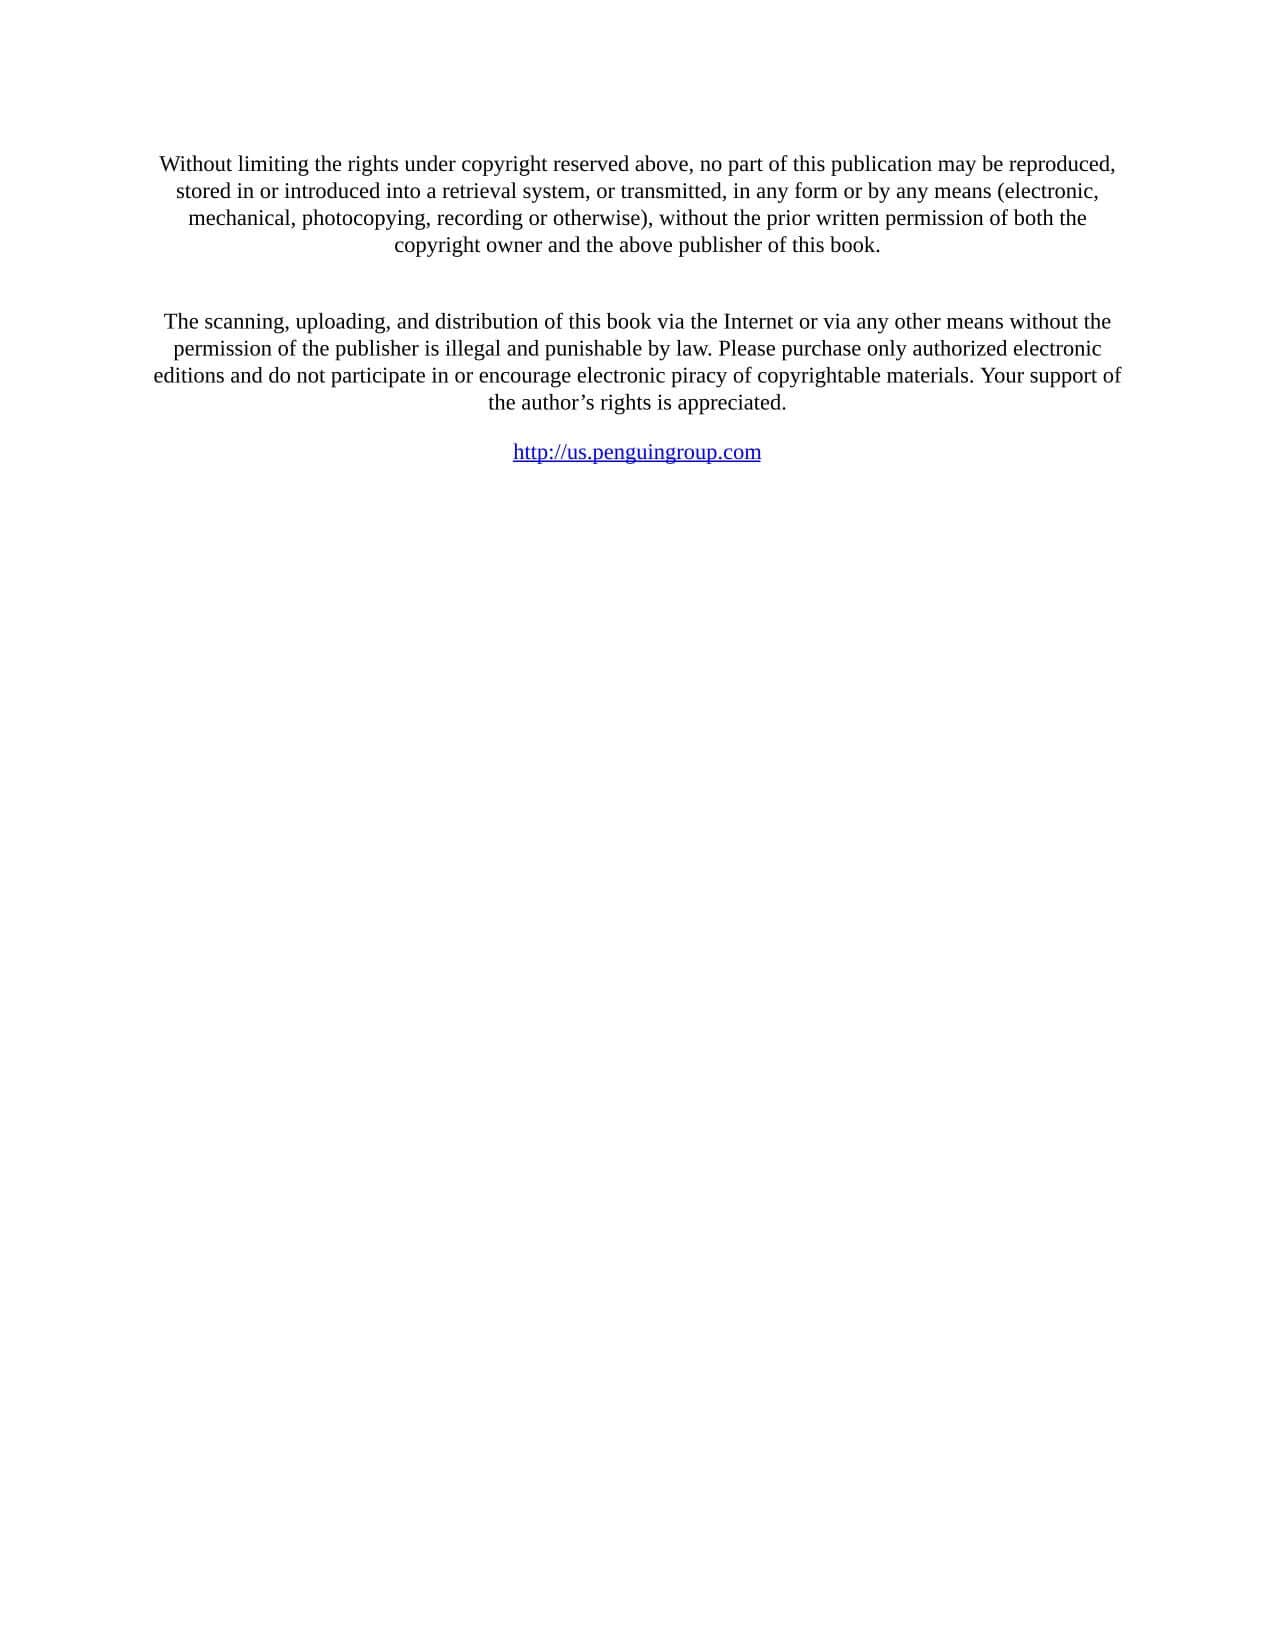 Without limiting the rights under copyright reserved above, no part of this publication may be reproduced,
stored in or introduced into a retrieval system, or transmitted, in any form or by any means (electronic,
mechanical, photocopying, recording or otherwise), without the prior written permission of both the
copyright owner and the above publisher of this book.
The scanning, uploading, and distribution of this book via the Internet or via any other means without the
permission of the publisher is illegal and punishable by law. Please purchase only authorized electronic
editions and do not participate in or encourage electronic piracy of copyrightable materials. Your support of
the author’s rights is appreciated.
http://us.penguingroup.com